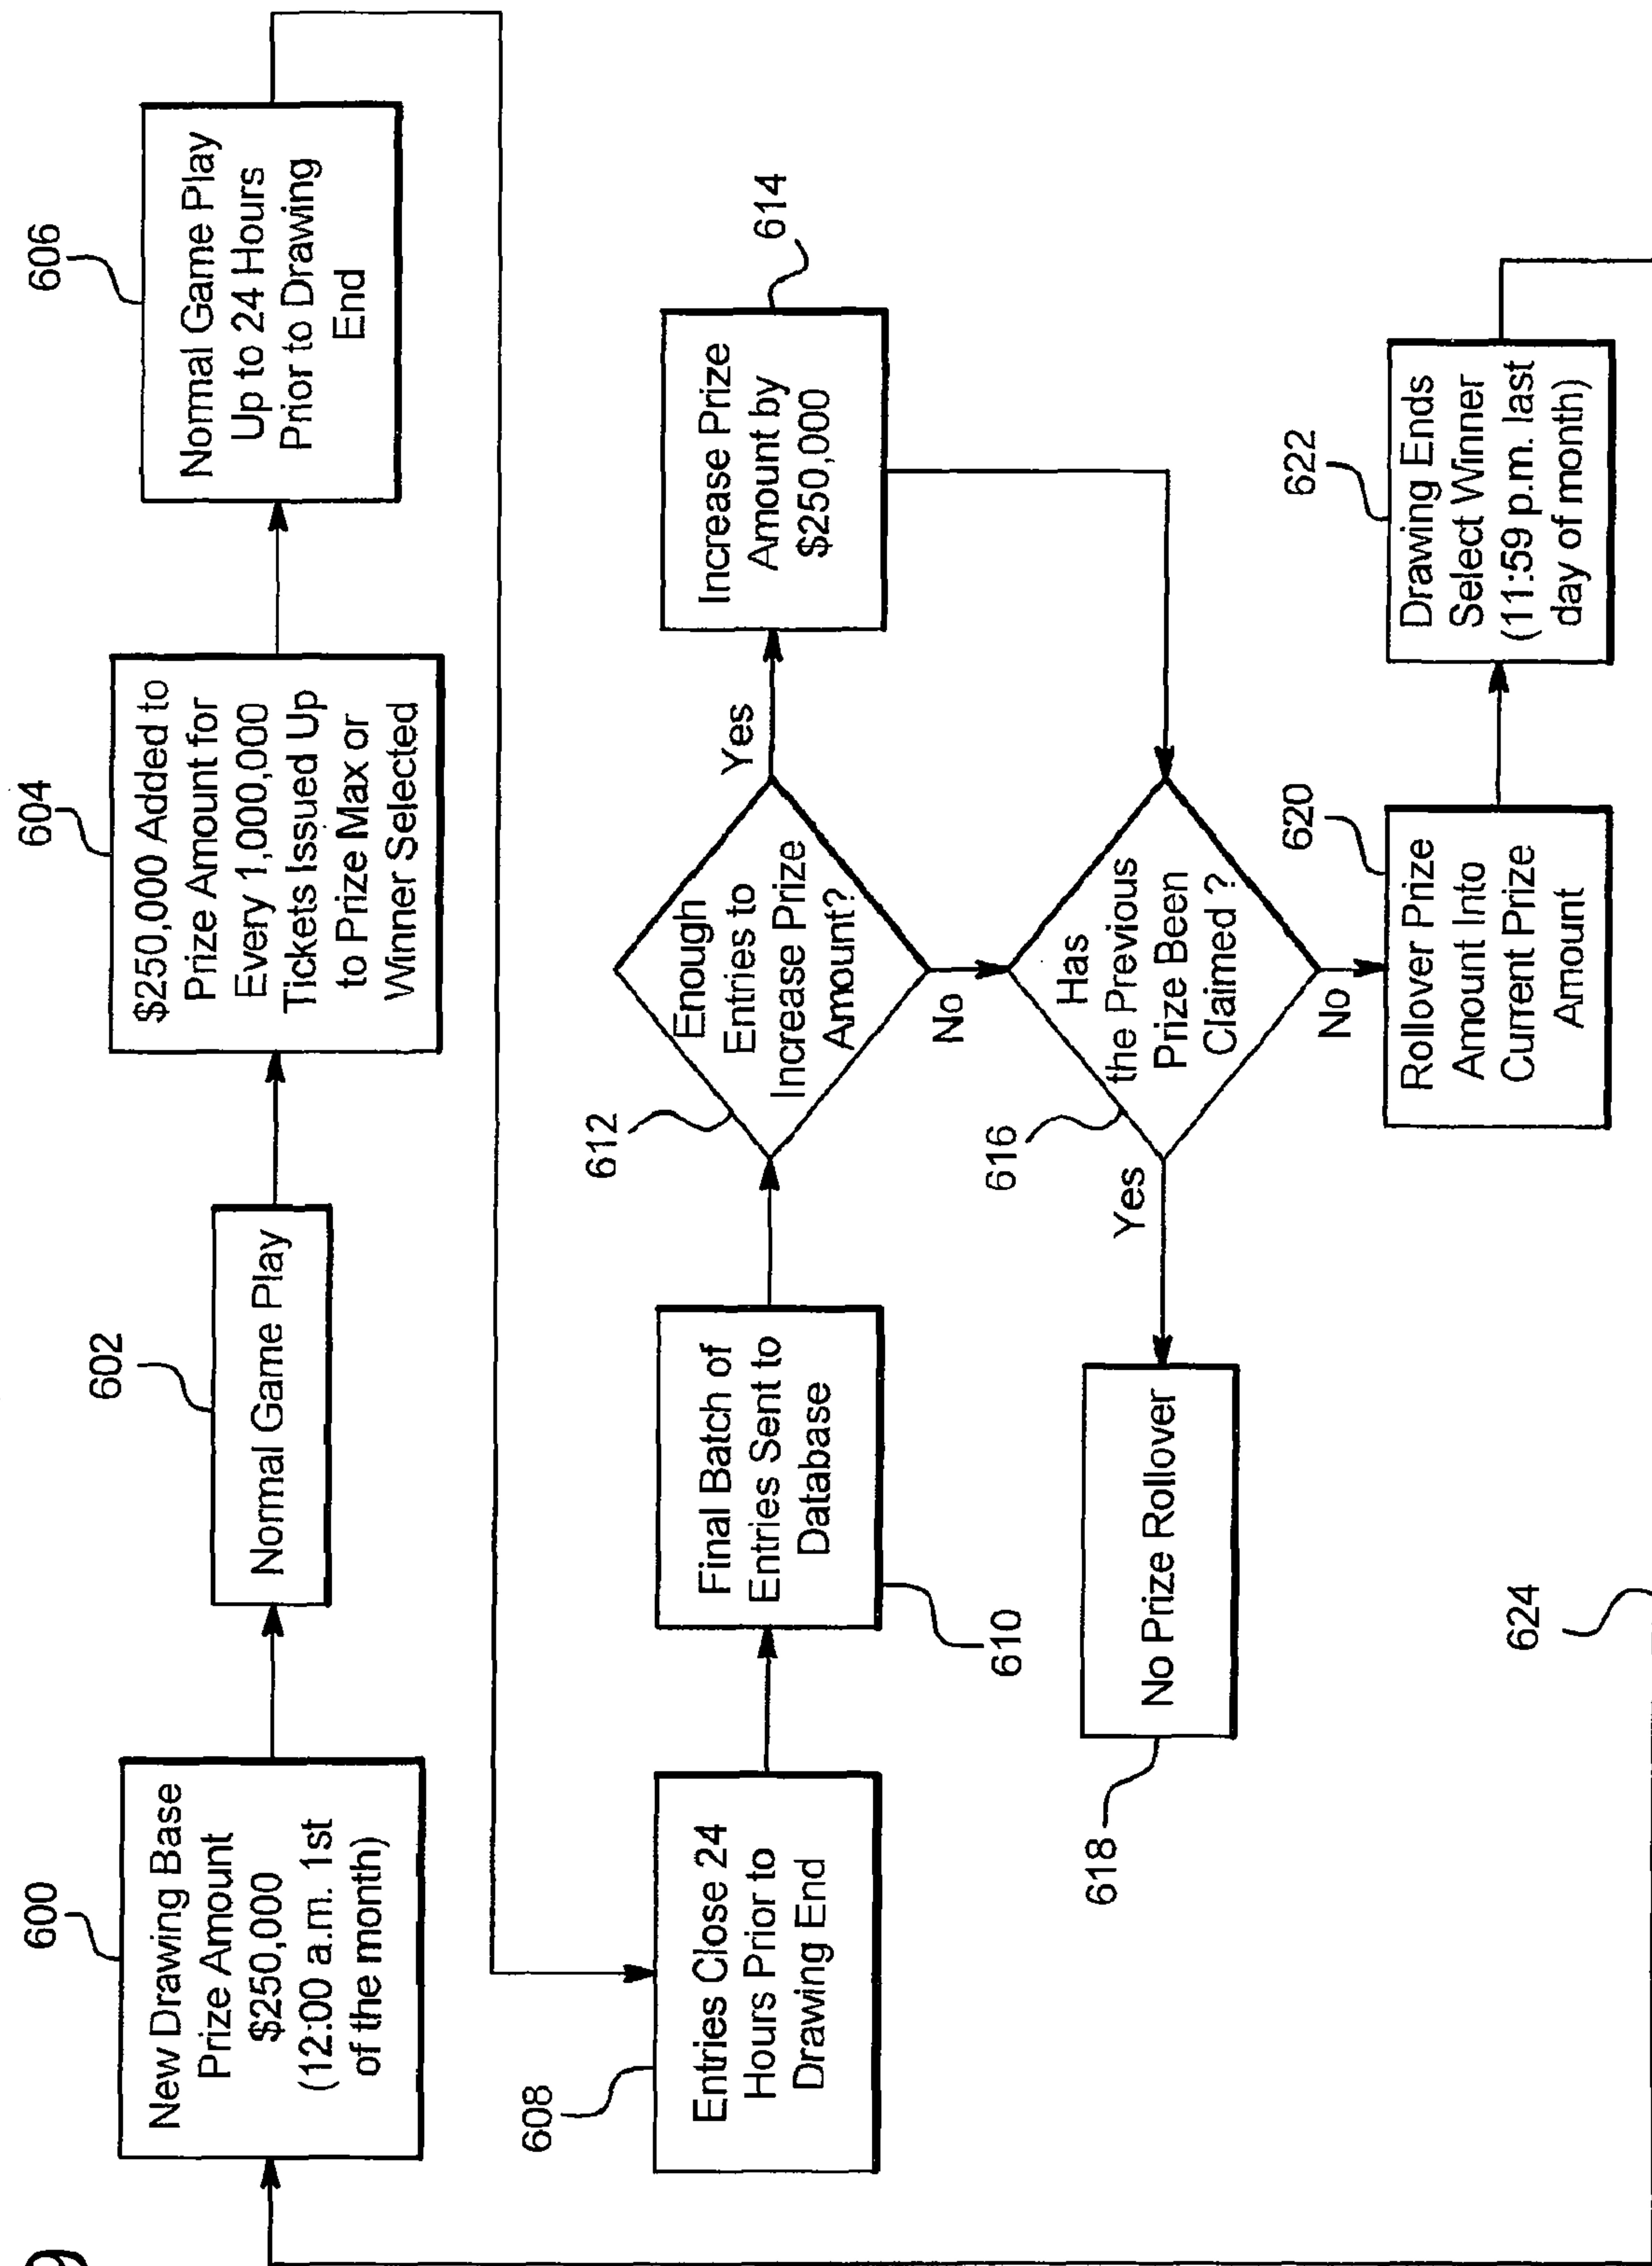 600
New Drawing Base
Prize Amount
$250,000
(12:00 a.m. 1st
of the month)
602
Normal Game Play
604
$250,000 Added to
Prize Amount for
Every 1,000,000
Tickets Issued Up
to Prize Max or
Winner Selected
606
Normal Game Play
Up to 24 Hours
Prior to Drawing
End
608
Entries Close 24
Hours Prior to
Drawing End
Final Batch of
Entries Sent to
Database
610
612
Enough
Entries to
Increase Prize
Amount?
Yes
No
Increase Prize
Amount by
$250,000
614
616
Has
the Previous
Prize Been
Claimed ?
Yes
No
No Prize Rollover
618
620
Rollover Prize
Amount Into
Current Prize
Amount
622
Drawing Ends
Select Winner
(11:59 p.m. last
day of month)
624